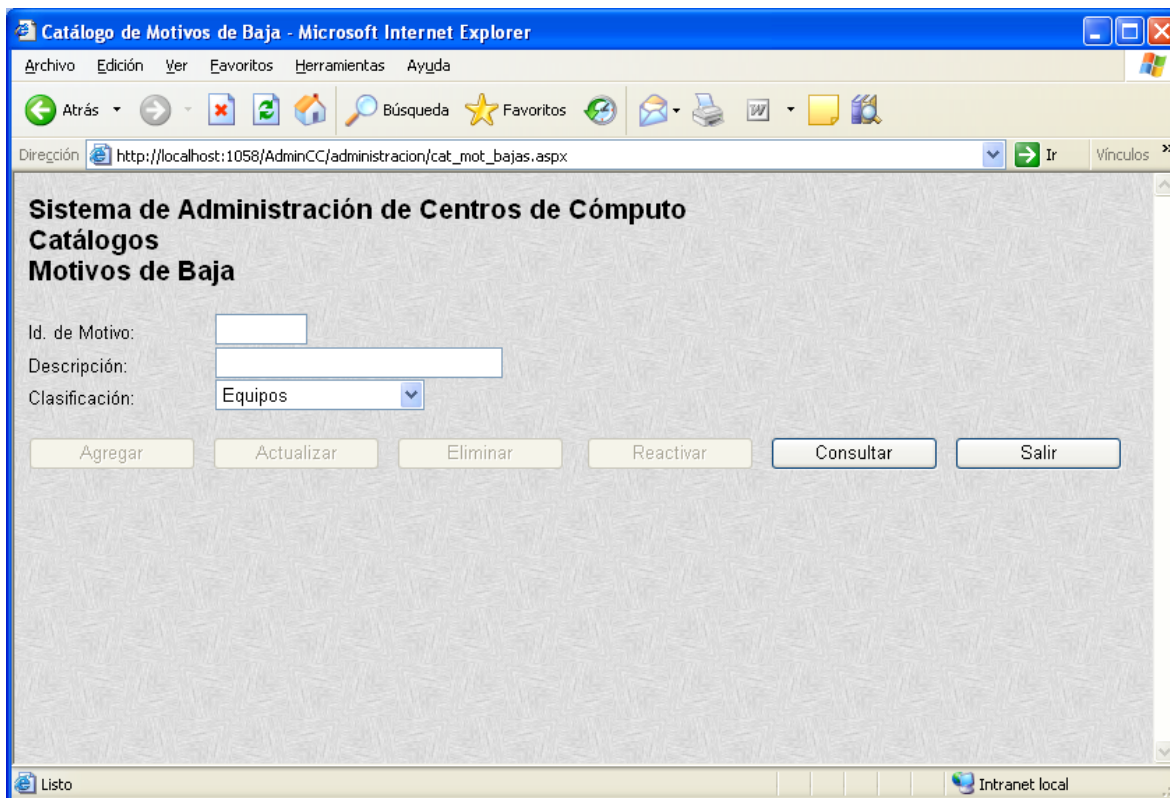 Catálogo de Motivos de Baja - Microsoft Internet Explorer
Archivo Edición Ver Favoritos Herramientas Ayuda
Atrás Búsqueda Favoritos
Dirección http://localhost:1058/AdminCC/administracion/cat_mot_bajas.aspx Ir Vínculos »
Sistema de Administración de Centros de Cómputo
Catálogos
Motivos de Baja
Id. de Motivo:
Descripción:
Clasificación: Equipos
Agregar Actualizar Eliminar Reactivar Consultar Salir
Listo Intranet local